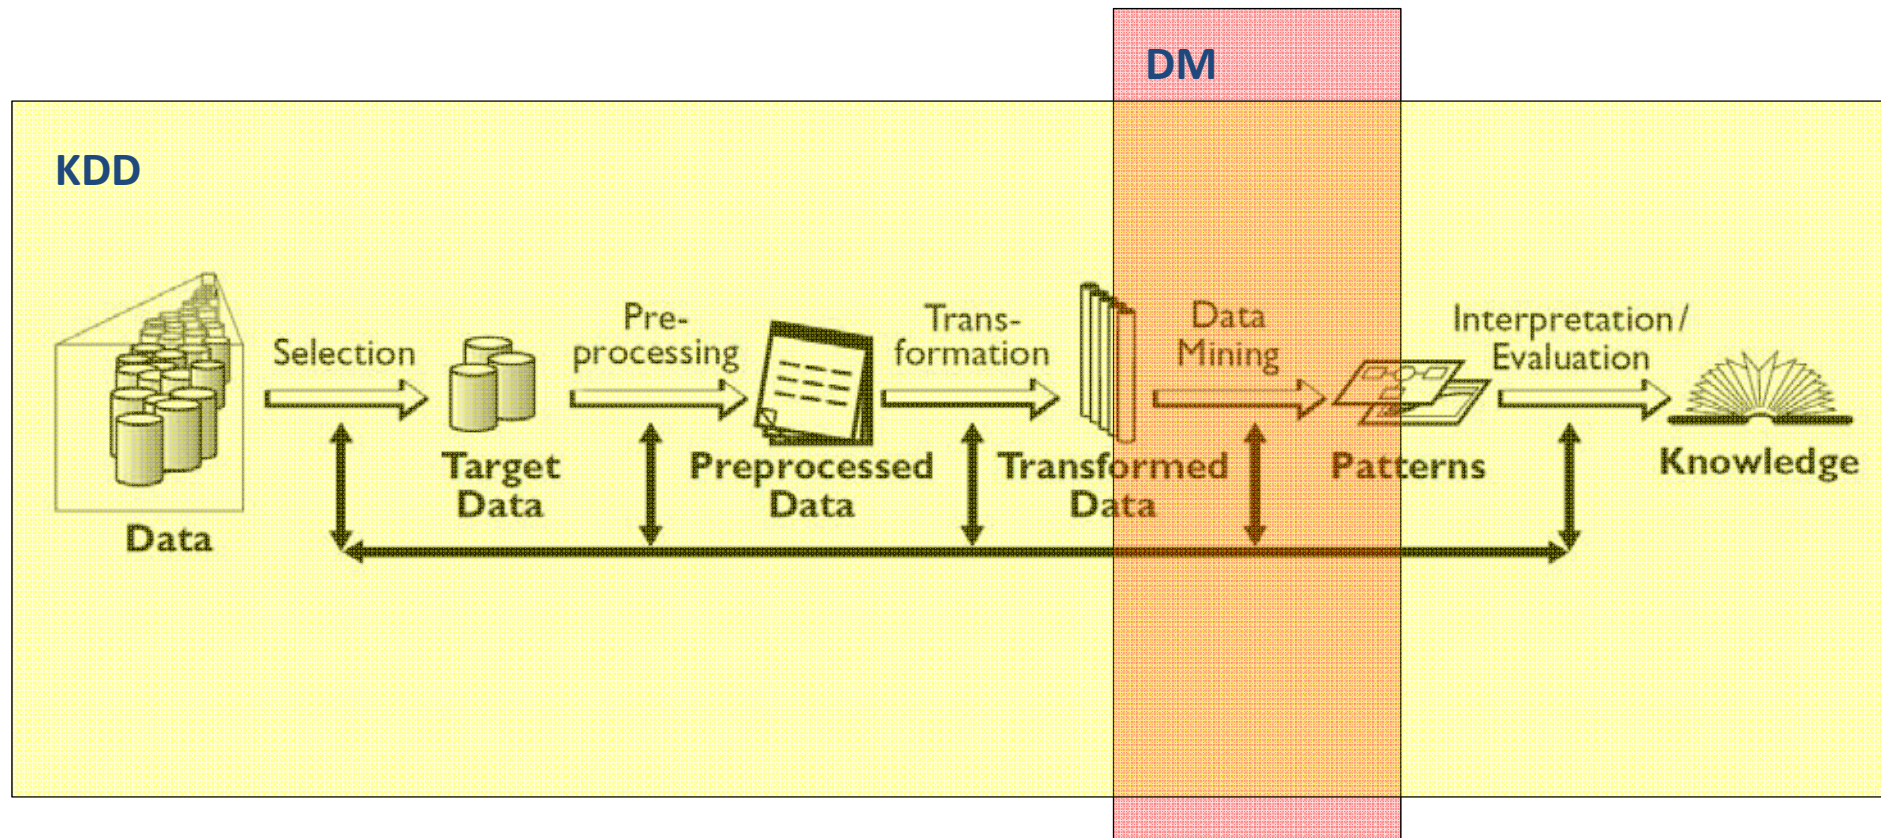 DM
KDD
Selection
Pre-
processing
Trans-
formation
Data
Mining
Interpretation/
Evaluation
Data
Target
Data
Preprocessed
Data
Transformed
Data
Patterns
Knowledge